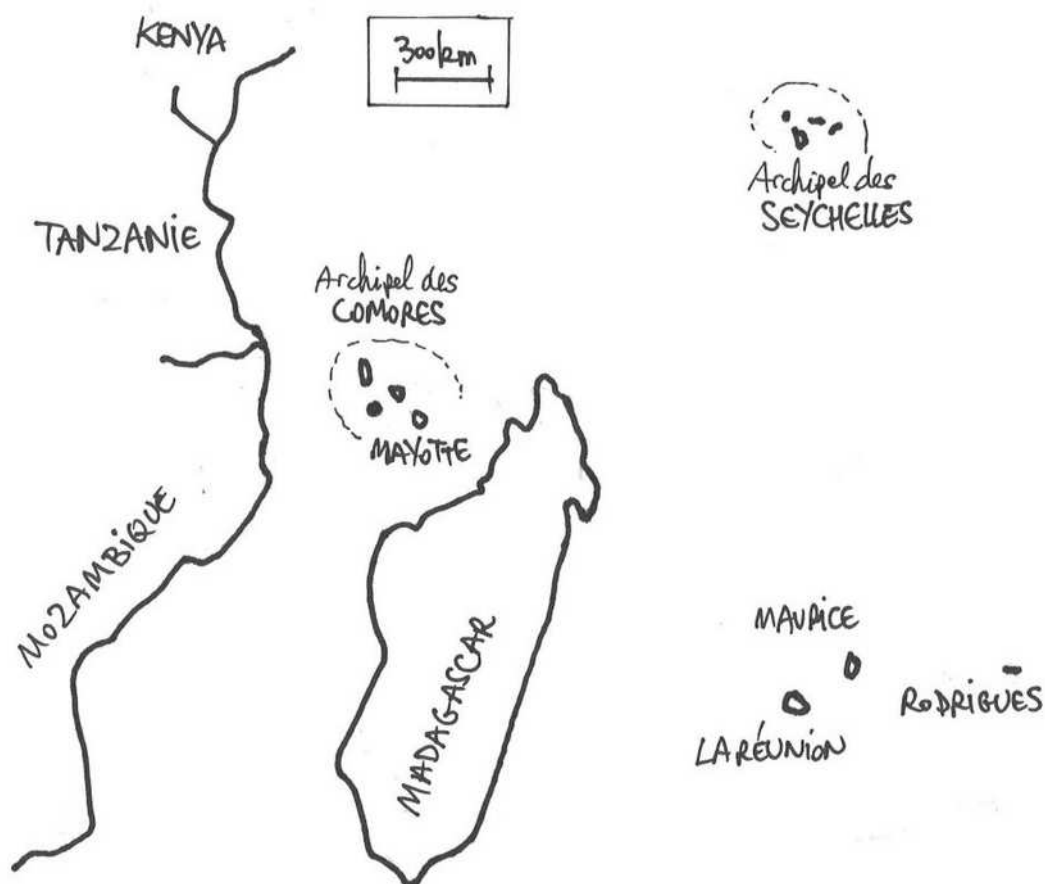 KENYA
300km
Archipel des
SEYCHELLES
TANZANIE
Archipel des
COMORES
MAYOTTE
MOZAMBIQUE
MADAGASCAR
MAURICE
RODRIGUES
LA RÉUNION